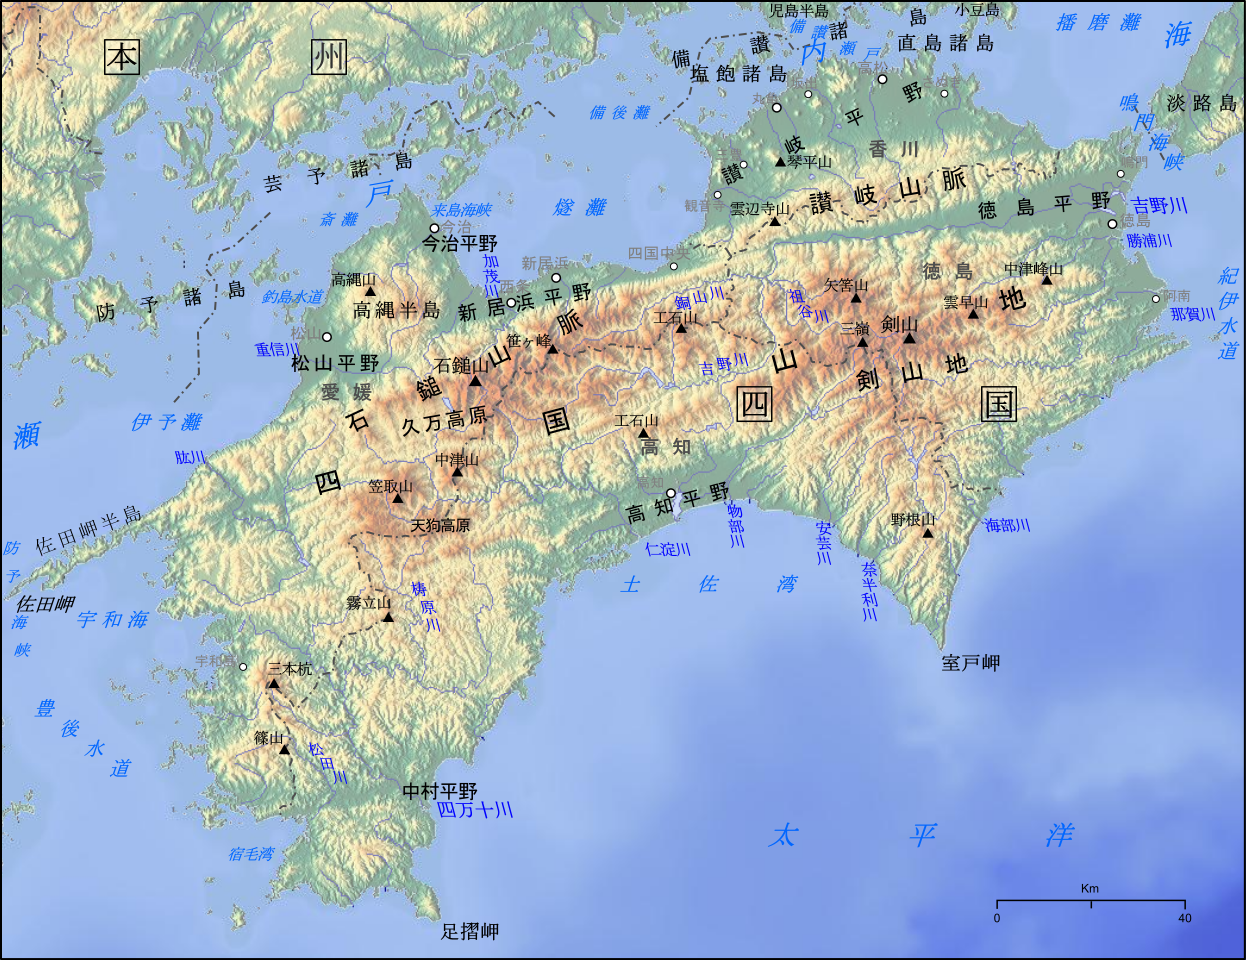 児島半島
小豆島
備讃諸島
備讃瀬戸
直島諸島
播磨灘
本州
塩飽諸島
高松
丸亀
備後灘
讃岐平野
香川
琴平山
鳴門海峡
淡路島
鳴門
芸予諸島
斎灘
来島海峡
今治
今治平野
燧灘
観音寺
雲辺寺山
讃岐山脈
徳島平野
吉野川
徳島
勝浦川
四国中央
新居浜
西条
加茂川
新居浜平野
防予諸島
釣島水道
高縄山
高縄半島
松山
重信川
松山平野
愛媛
銅山川
工石山
祖谷川
矢筈山
徳島
中津峰山
雲早山
阿南
那賀川
紀伊水道
笹ヶ峰
石鎚山
石鎚山脈
三嶺
剣山
剣山地
吉野川
四国山地
四国
久万高原
工石山
高知
瀬戸内海
伊予灘
肱川
中津山
笠取山
天狗高原
高知
高知平野
物部川
仁淀川
安芸川
奈半利川
野根山
海部川
佐田岬半島
佐田岬
防予海峡
宇和海
土佐湾
霧立山
梼原川
宇和島
三本杭
室戸岬
豊後水道
篠山
松田川
中村平野
四万十川
宿毛湾
足摺岬
太平洋
Km
0
40